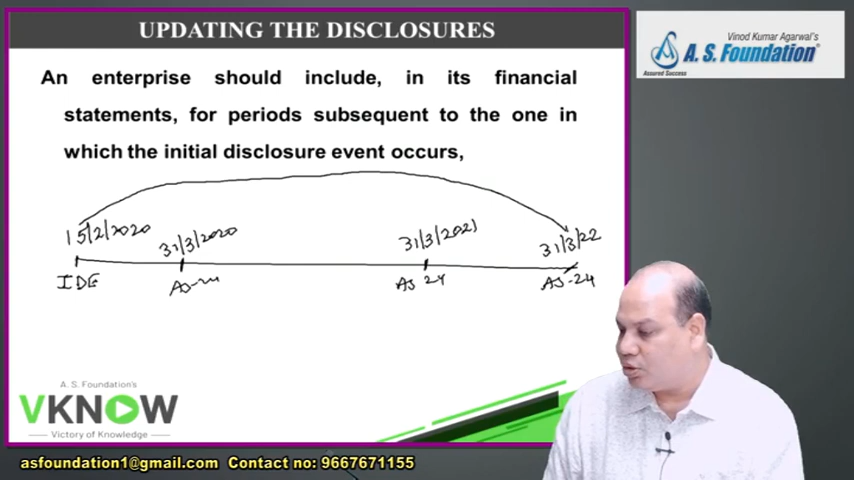 UPDATING THE DISCLOSURES
Vinod Kumar Agarwal's
A. S. Foundation
Assured Success
An enterprise should include, in its financial
statements, for periods subsequent to the one in
which the initial disclosure event occurs,
15/2/2020
31/3/2020
31/3/2021
31/3/22
IDE
AS-24
AS 24
AS-24
A. S. Foundation's
VKNOW
Victory of Knowledge
asfoundation1@gmail.com Contact no: 9667671155